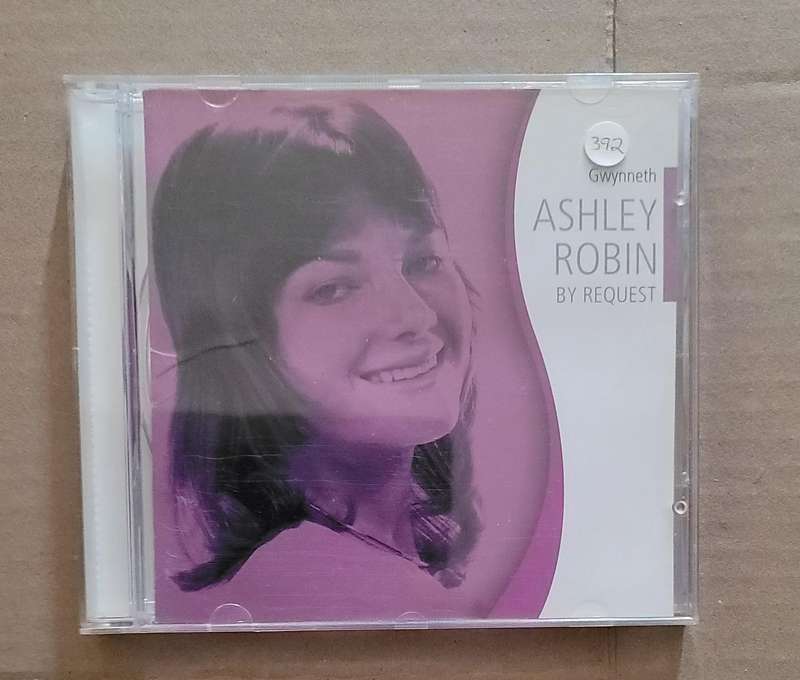 392
Gwynneth
ASHLEY
ROBIN
BY REQUEST